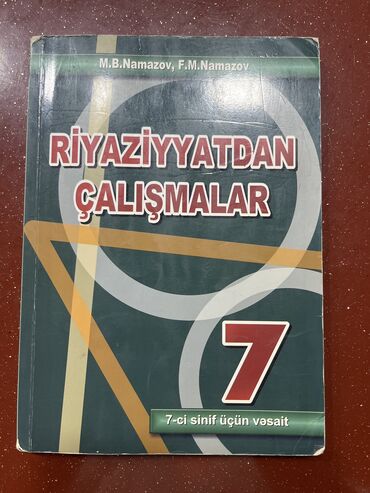 M.B.Namazov, F.M.Namazov
RİYAZİYYATDAN
ÇALIŞMALAR
7
7-ci sinif üçün vəsait